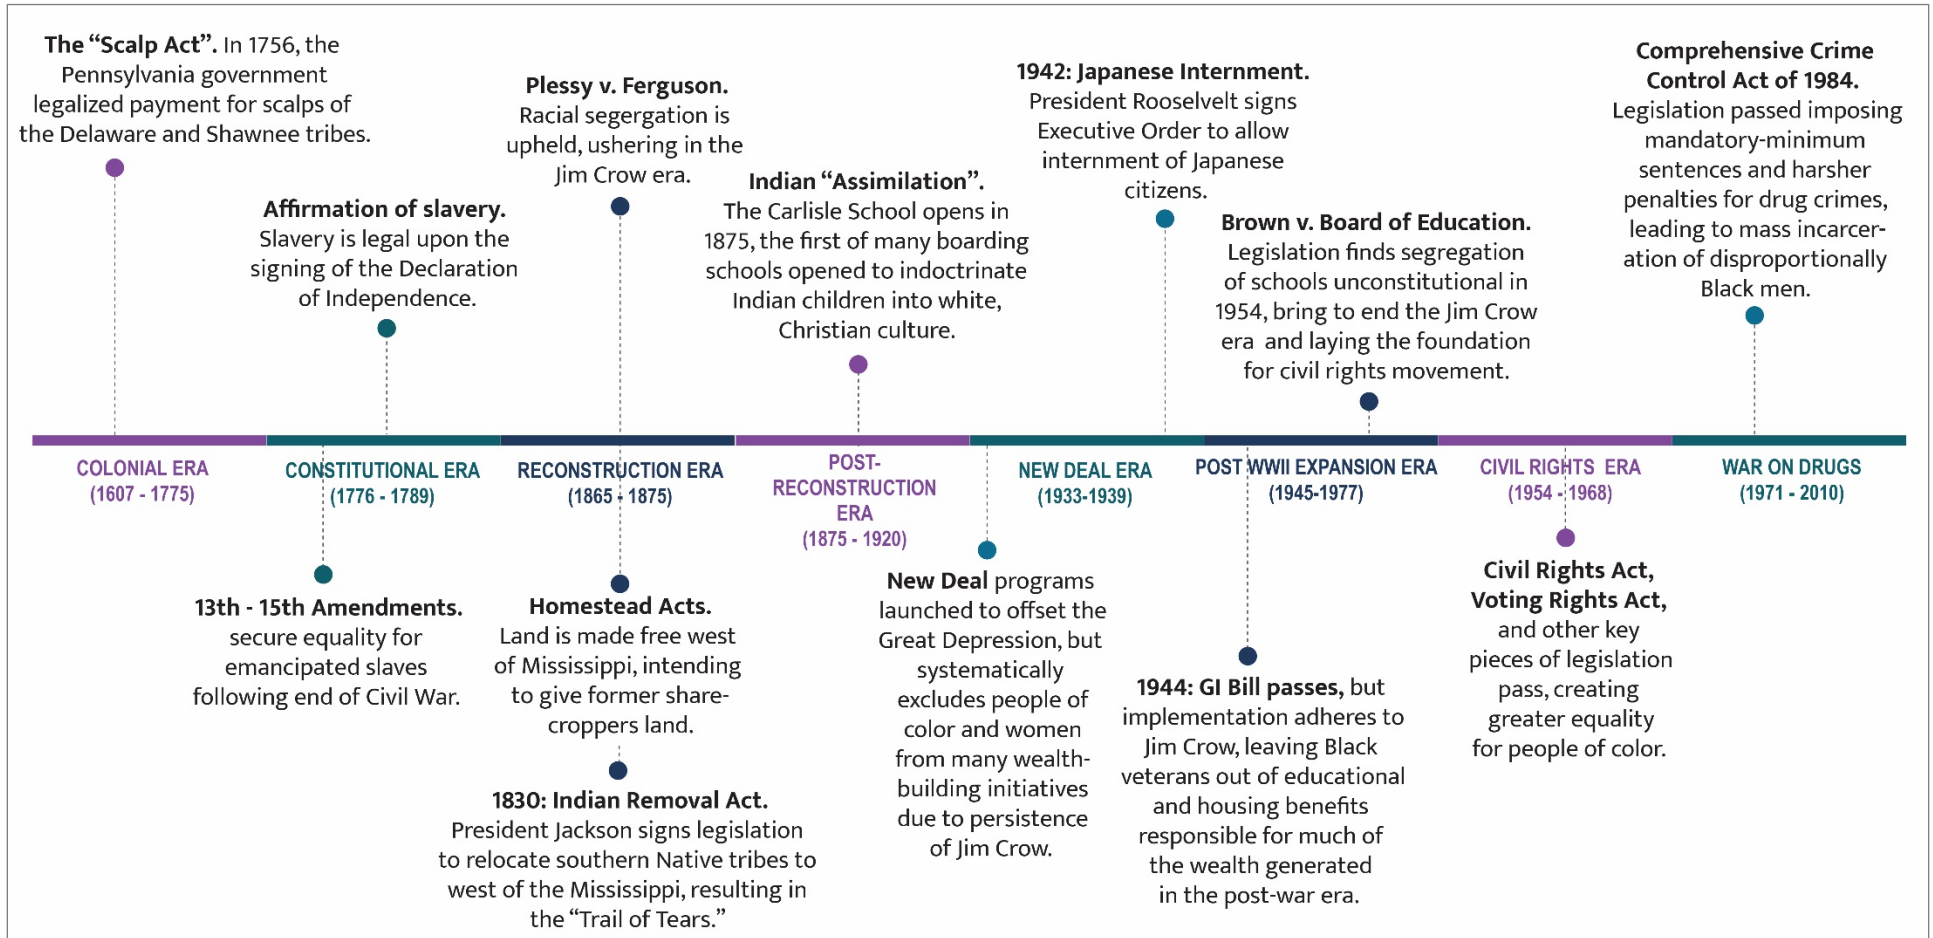 The “Scalp Act”. In 1756, the
Pennsylvania government
legalized payment for scalps of
the Delaware and Shawnee tribes.
Affirmation of slavery.
Slavery is legal upon the
signing of the Declaration
of Independence.
Plessy v. Ferguson.
Racial segergation is
upheld, ushering in the
Jim Crow era.
Indian “Assimilation”.
The Carlisle School opens in
1875, the first of many boarding
schools opened to indoctrinate
Indian children into white,
Christian culture.
1942: Japanese Internment.
President Rooselvelt signs
Executive Order to allow
internment of Japanese
citizens.
Brown v. Board of Education.
Legislation finds segregation
of schools unconstitutional in
1954, bring to end the Jim Crow
era and laying the foundation
for civil rights movement.
Comprehensive Crime
Control Act of 1984.
Legislation passed imposing
mandatory-minimum
sentences and harsher
penalties for drug crimes,
leading to mass incarcer-
ation of disproportionally
Black men.
COLONIAL ERA
(1607 - 1775)
CONSTITUTIONAL ERA
(1776 - 1789)
RECONSTRUCTION ERA
(1865 - 1875)
POST-
RECONSTRUCTION
ERA
(1875 - 1920)
NEW DEAL ERA
(1933-1939)
POST WWII EXPANSION ERA
(1945-1977)
CIVIL RIGHTS ERA
(1954 - 1968)
WAR ON DRUGS
(1971 - 2010)
13th - 15th Amendments.
secure equality for
emancipated slaves
following end of Civil War.
Homestead Acts.
Land is made free west
of Mississippi, intending
to give former share-
croppers land.
1830: Indian Removal Act.
President Jackson signs legislation
to relocate southern Native tribes to
west of the Mississippi, resulting in
the “Trail of Tears.”
New Deal programs
launched to offset the
Great Depression, but
systematically
excludes people of
color and women
from many wealth-
building initiatives
due to persistence
of Jim Crow.
1944: GI Bill passes, but
implementation adheres to
Jim Crow, leaving Black
veterans out of educational
and housing benefits
responsible for much of
the wealth generated
in the post-war era.
Civil Rights Act,
Voting Rights Act,
and other key
pieces of legislation
pass, creating
greater equality
for people of color.